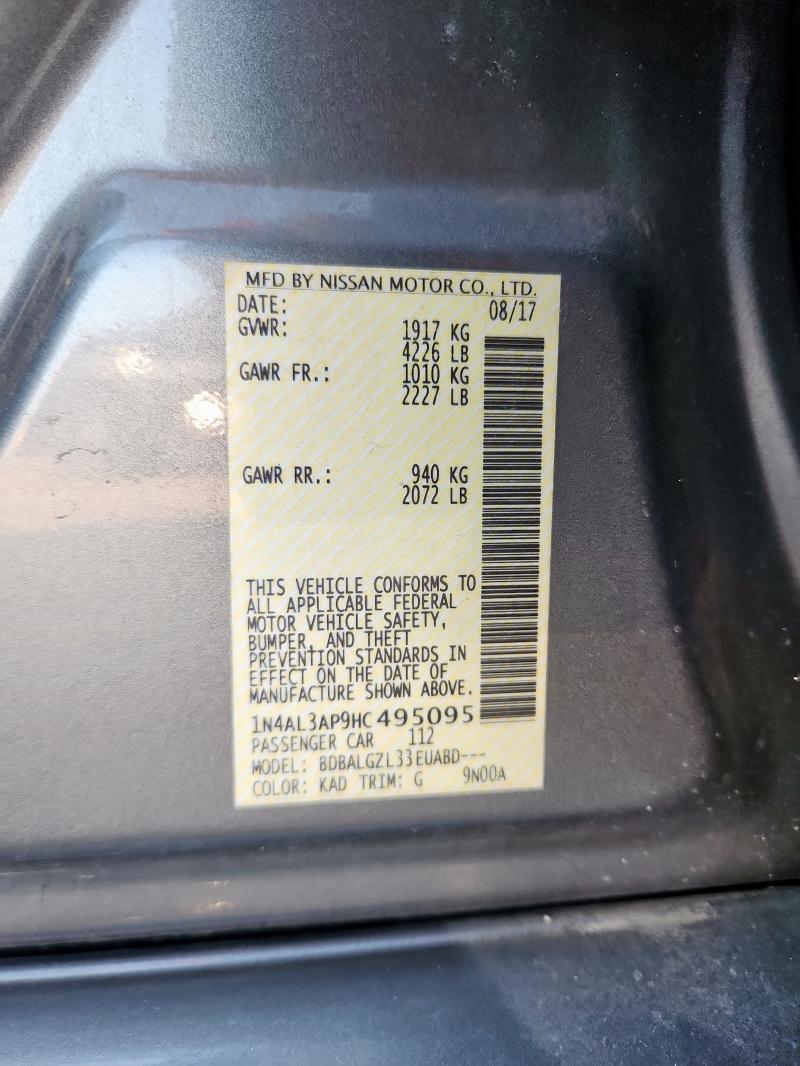 MFD BY NISSAN MOTOR CO., LTD.
DATE: 08/17
GVWR: 1917 KG
4226 LB
GAWR FR.: 1010 KG
2227 LB
GAWR RR.: 940 KG
2072 LB
THIS VEHICLE CONFORMS TO
ALL APPLICABLE FEDERAL
MOTOR VEHICLE SAFETY,
BUMPER, AND THEFT
PREVENTION STANDARDS IN
EFFECT ON THE DATE OF
MANUFACTURE SHOWN ABOVE.
1N4AL3AP9HC495095
PASSENGER CAR 112
MODEL: BDBALGZL33EUABD---
COLOR: KAD TRIM: G 9N00A